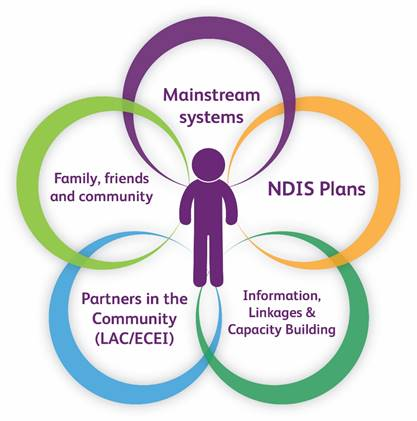 Mainstream
systems
Family, friends
and community
NDIS Plans
Partners in the
Community
(LAC/ECEI)
Information,
Linkages &
Capacity Building